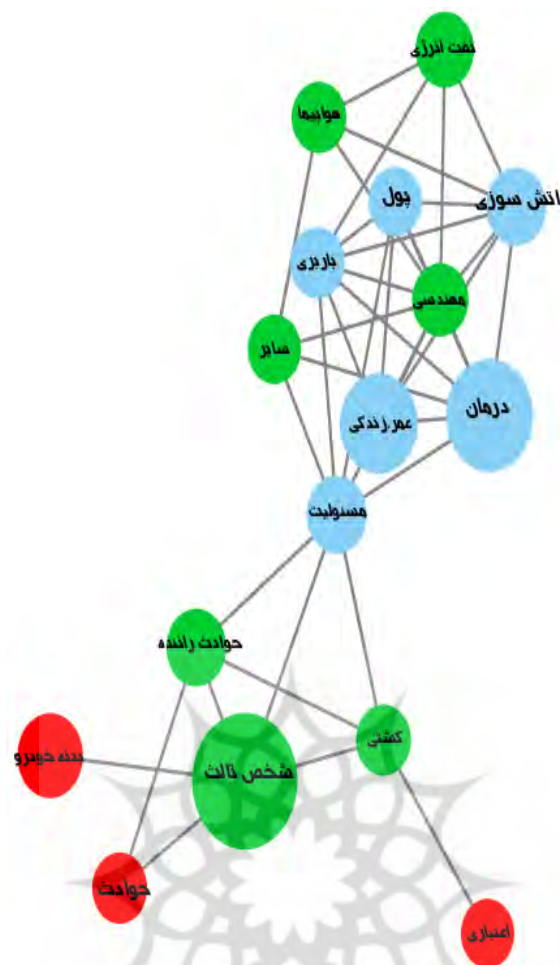 نفت انرژی
هواپیما
پول
اتش سوزی
باربری
مهندسی
سایر
درمان
عمر.زندگی
مسئولیت
حوادث راننده
کشتی
بدنه خودرو
شخص ثالث
حوادث
اعتباری